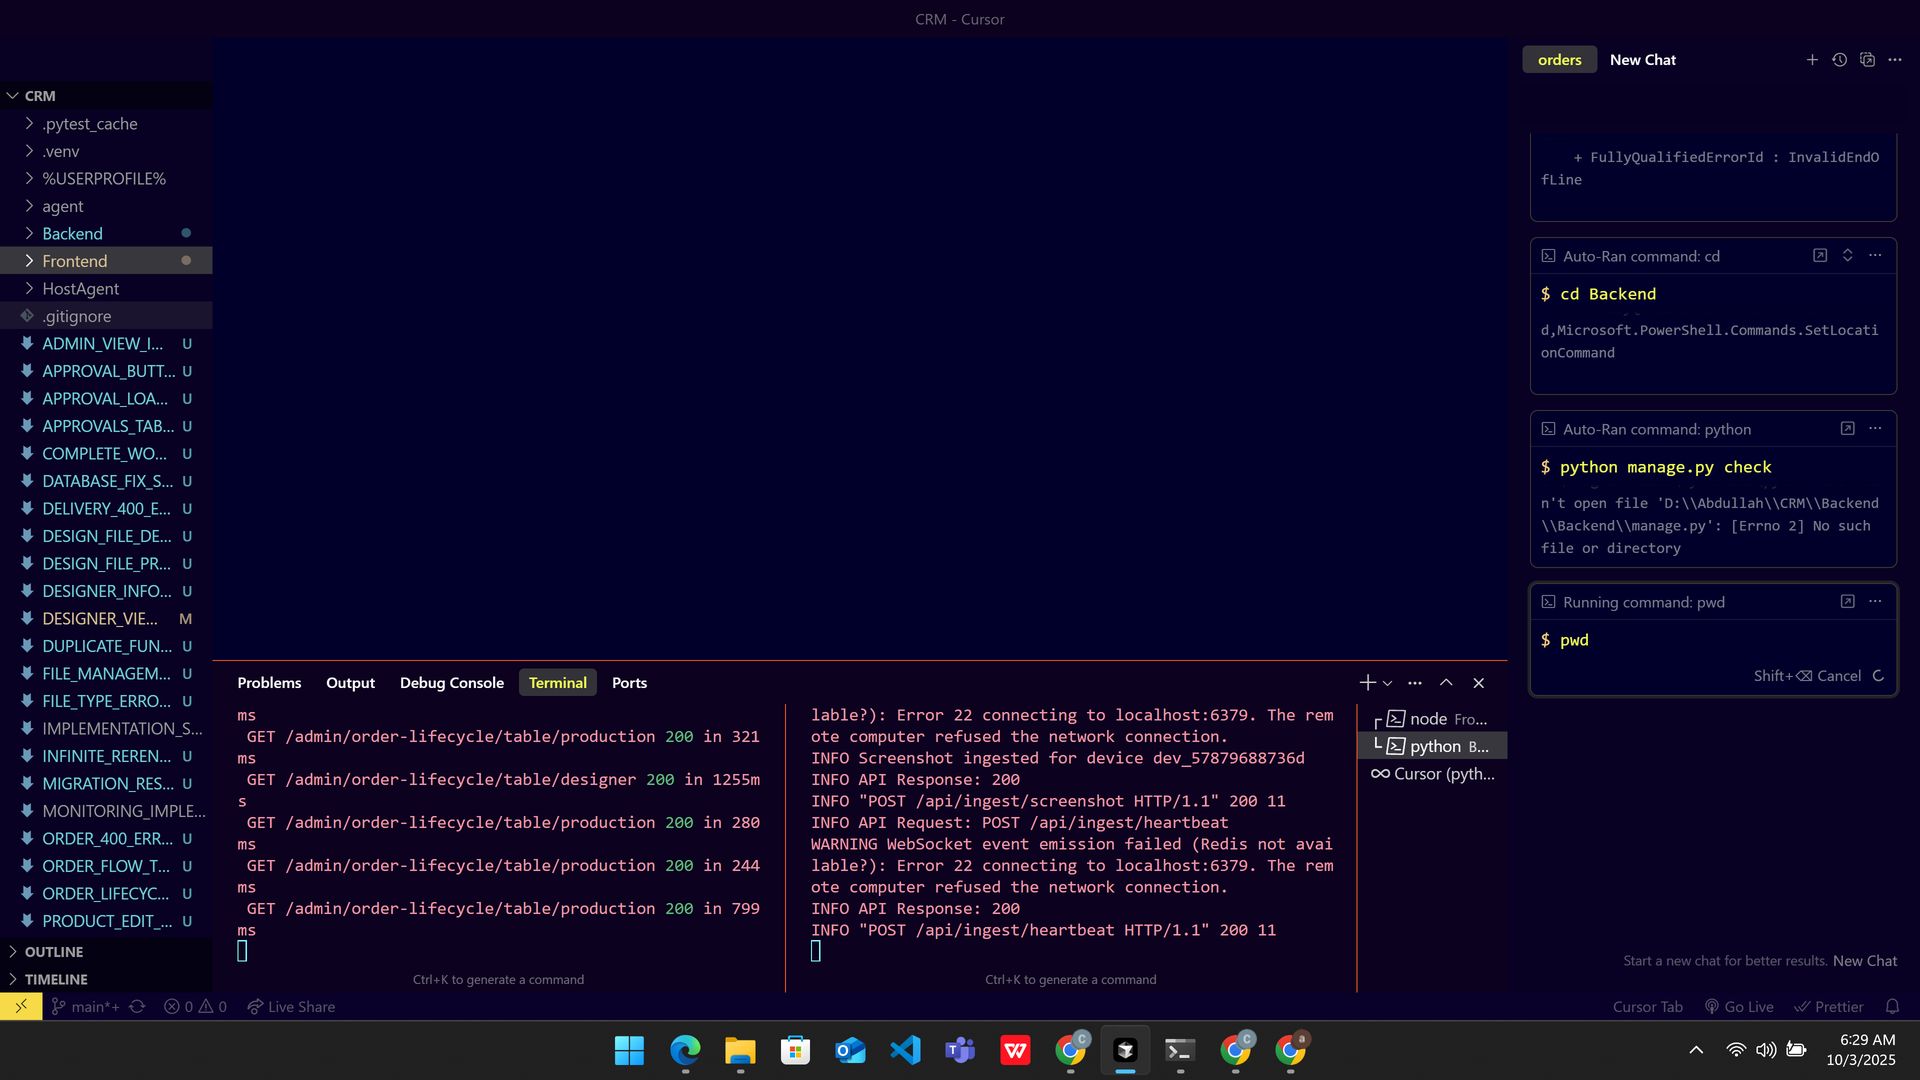 CRM - Cursor
CRM
.pytest_cache
.venv
%USERPROFILE%
agent
Backend
Frontend
HostAgent
.gitignore
ADMIN_VIEW_I... U
APPROVAL_BUTT... U
APPROVAL_LOA... U
APPROVALS_TAB... U
COMPLETE_WO... U
DATABASE_FIX_S... U
DELIVERY_400_E... U
DESIGN_FILE_DE... U
DESIGN_FILE_PR... U
DESIGNER_INFO... U
DESIGNER_VIE... M
DUPLICATE_FUN... U
FILE_MANAGEM... U
FILE_TYPE_ERRO... U
IMPLEMENTATION_S...
INFINITE_REREN... U
MIGRATION_RES... U
MONITORING_IMPLE...
ORDER_400_ERR... U
ORDER_FLOW_T... U
ORDER_LIFECYC... U
PRODUCT_EDIT_... U
OUTLINE
TIMELINE
Problems Output Debug Console Terminal Ports
ms
GET /admin/order-lifecycle/table/production 200 in 321
ms
GET /admin/order-lifecycle/table/designer 200 in 1255m
s
GET /admin/order-lifecycle/table/production 200 in 280
ms
GET /admin/order-lifecycle/table/production 200 in 244
ms
GET /admin/order-lifecycle/table/production 200 in 799
ms
Ctrl+K to generate a command
lable?): Error 22 connecting to localhost:6379. The rem
ote computer refused the network connection.
INFO Screenshot ingested for device dev_57879688736d
INFO API Response: 200
INFO "POST /api/ingest/screenshot HTTP/1.1" 200 11
INFO API Request: POST /api/ingest/heartbeat
WARNING WebSocket event emission failed (Redis not avai
lable?): Error 22 connecting to localhost:6379. The rem
ote computer refused the network connection.
INFO API Response: 200
INFO "POST /api/ingest/heartbeat HTTP/1.1" 200 11
Ctrl+K to generate a command
node Fro...
python B...
Cursor (pyth...
orders New Chat
+ FullyQualifiedErrorId : InvalidEndO
fLine
Auto-Ran command: cd
$ cd Backend
d,Microsoft.PowerShell.Commands.SetLocati
onCommand
Auto-Ran command: python
$ python manage.py check
n't open file 'D:\\Abdullah\\CRM\\Backend
\\Backend\\manage.py': [Errno 2] No such
file or directory
Running command: pwd
$ pwd
Shift+⌫ Cancel
Start a new chat for better results. New Chat
main*+ 0 0 Live Share
Cursor Tab Go Live Prettier
6:29 AM
10/3/2025